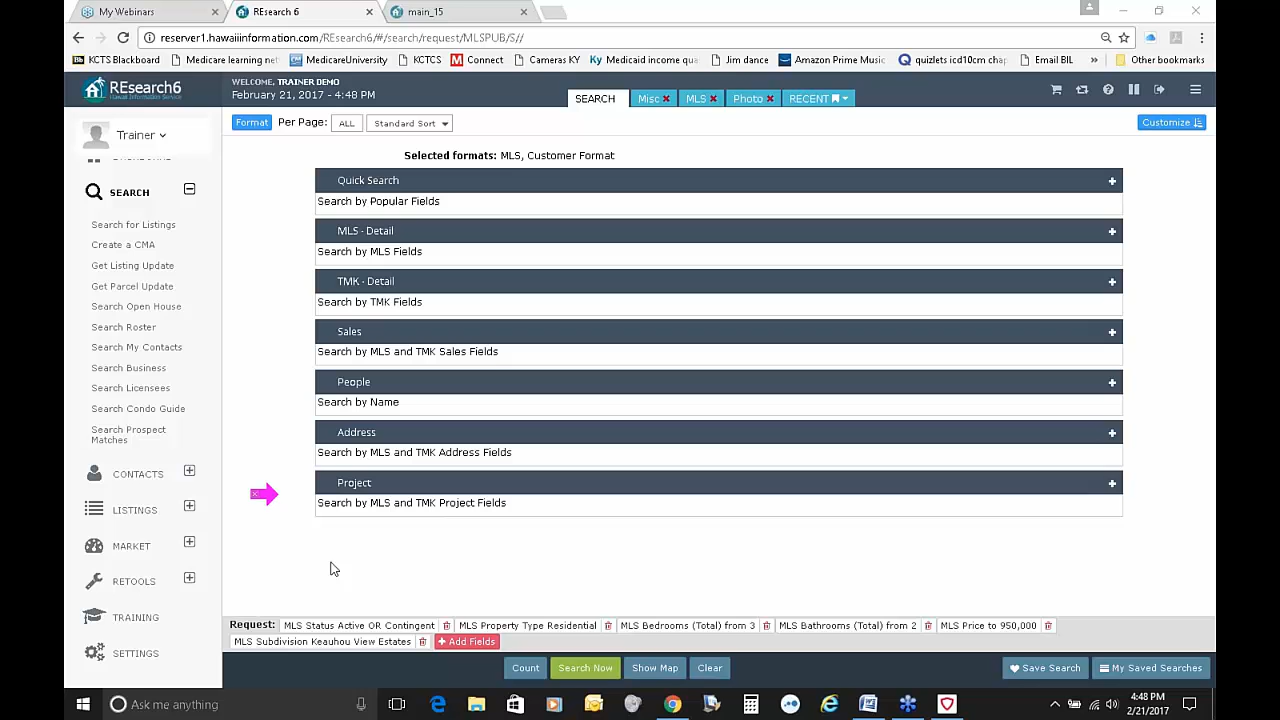 My Webinars
REsearch 6
main_15
reserver1.hawaiiinformation.com/REsearch6/#/search/request/MLSPUB/S//
Bb KCTS Blackboard
Medicare learning net
MedicareUniversity
KCTCS
M Connect
Cameras KY
Ky Medicaid income qu
Jim dance
Amazon Prime Music
quizlets icd10cm chap
Email BIL
»
Other bookmarks
REsearch6
Hawaii Information Service
WELCOME, TRAINER DEMO
February 21, 2017 - 4:48 PM
SEARCH
Misc
MLS
Photo
RECENT
Trainer
Format
Per Page:
ALL
Standard Sort
Customize
Selected formats: MLS, Customer Format
SEARCH
Search for Listings
Create a CMA
Get Listing Update
Get Parcel Update
Search Open House
Search Roster
Search My Contacts
Search Business
Search Licensees
Search Condo Guide
Search Prospect
Matches
CONTACTS
LISTINGS
MARKET
RETOOLS
TRAINING
SETTINGS
Quick Search
Search by Popular Fields
MLS - Detail
Search by MLS Fields
TMK - Detail
Search by TMK Fields
Sales
Search by MLS and TMK Sales Fields
People
Search by Name
Address
Search by MLS and TMK Address Fields
Project
Search by MLS and TMK Project Fields
Request: MLS Status Active OR Contingent MLS Property Type Residential MLS Bedrooms (Total) from 3 MLS Bathrooms (Total) from 2 MLS Price to 950,000
MLS Subdivision Keauhou View Estates + Add Fields
Count
Search Now
Show Map
Clear
Save Search
My Saved Searches
Ask me anything
4:48 PM
2/21/2017